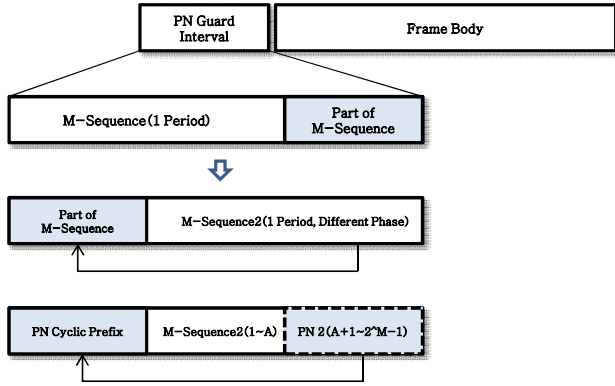 PN Guard
Interval
Frame Body
M-Sequence(1 Period)
Part of
M-Sequence
Part of
M-Sequence
M-Sequence2(1 Period, Different Phase)
PN Cyclic Prefix
M-Sequence2(1~A)
PN 2(A+1~2^M-1)